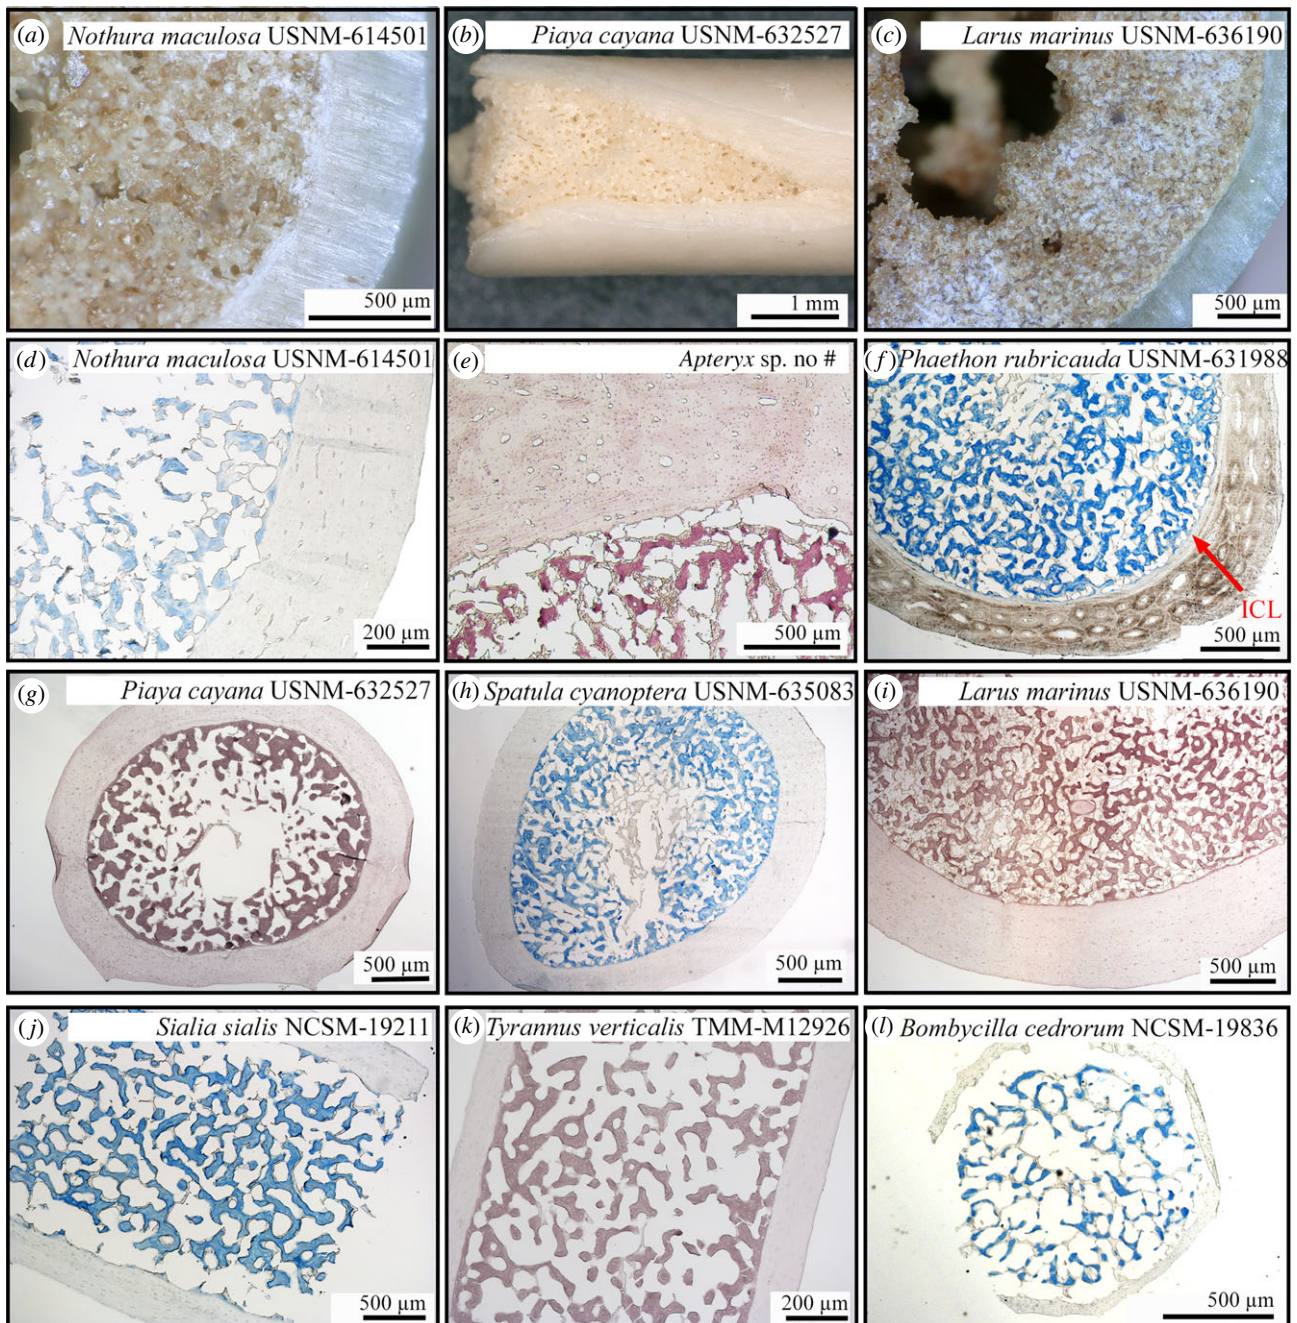 (a) Nothura maculosa USNM-614501
500 µm
(b) Piaya cayana USNM-632527
1 mm
(c) Larus marinus USNM-636190
500 µm
(d) Nothura maculosa USNM-614501
200 µm
(e) Apteryx sp. no #
500 µm
(f) Phaethon rubricauda USNM-631988
ICL
500 µm
(g) Piaya cayana USNM-632527
500 µm
(h) Spatula cyanoptera USNM-635083
500 µm
(i) Larus marinus USNM-636190
500 µm
(j) Sialia sialis NCSM-19211
500 µm
(k) Tyrannus verticalis TMM-M12926
200 µm
(l) Bombycilla cedrorum NCSM-19836
500 µm